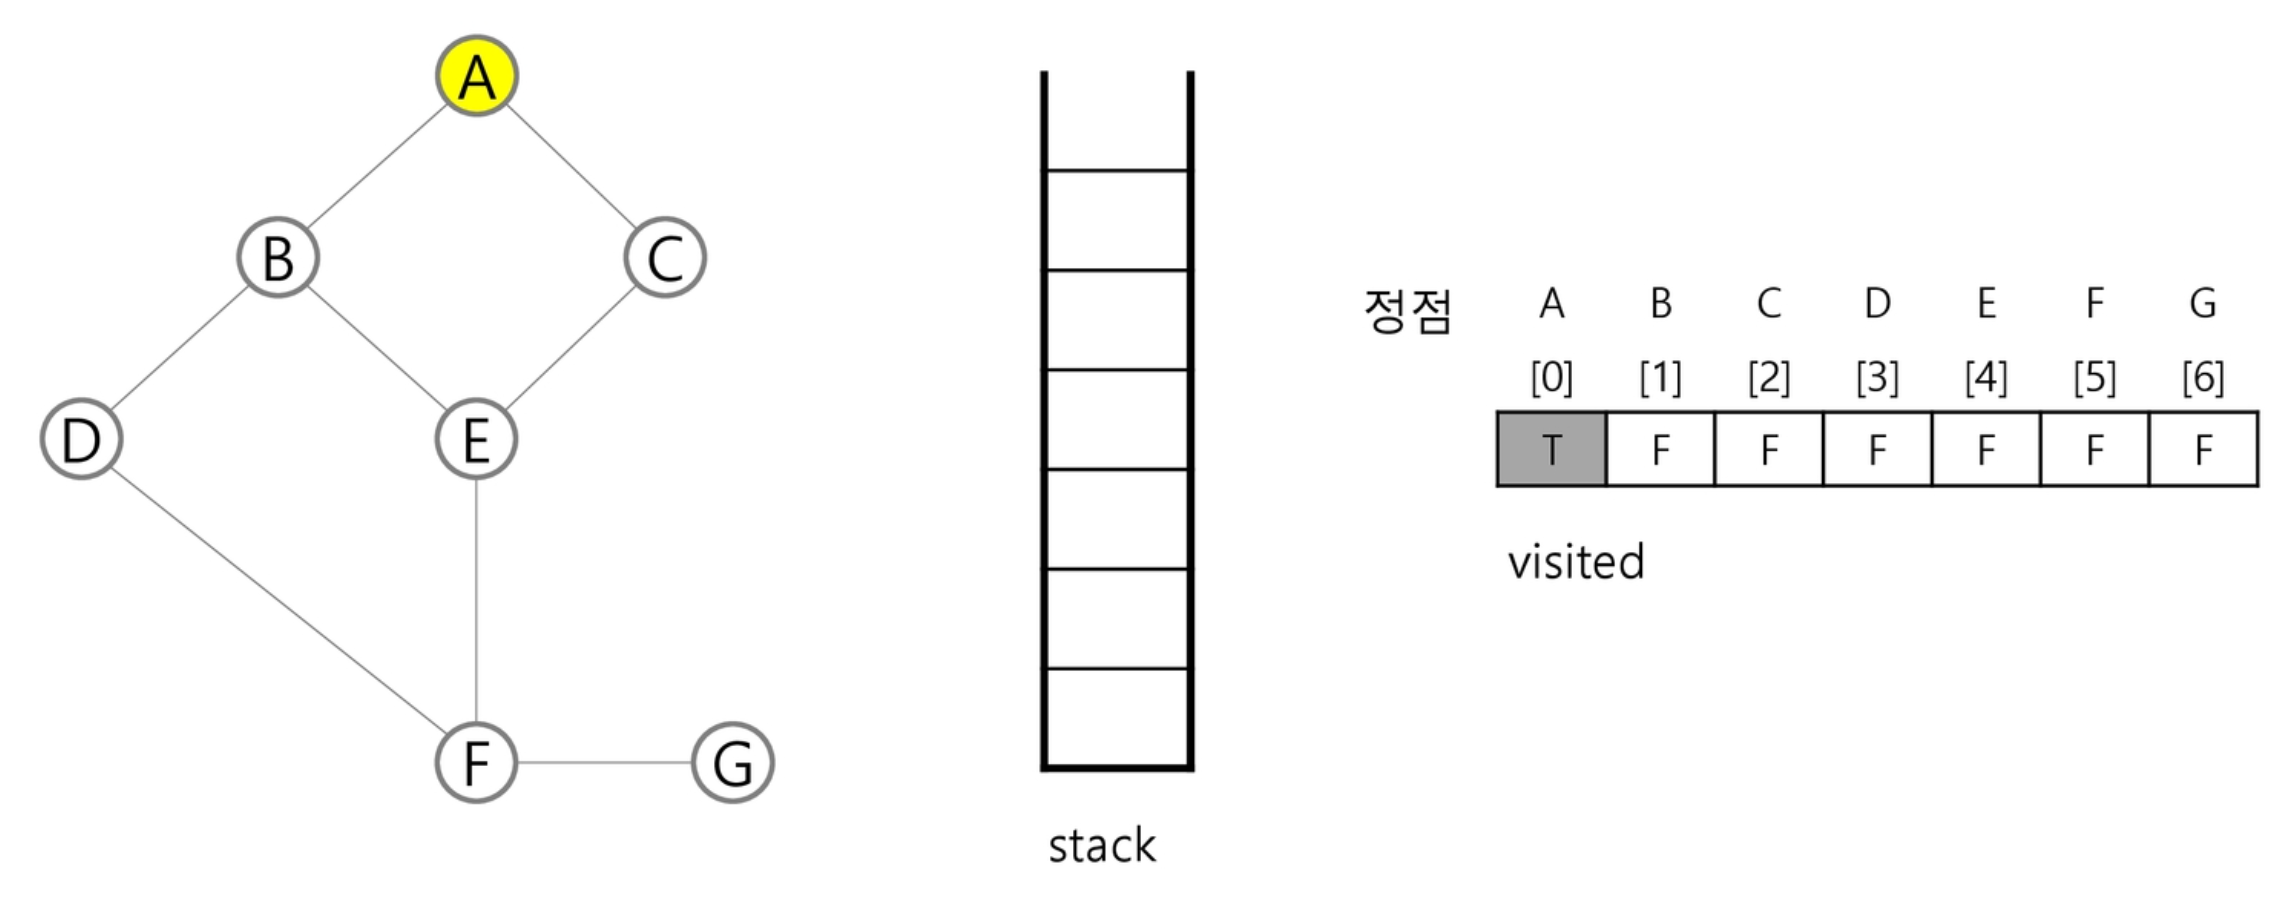 A
B
C
D
E
F
G
stack
정점 A B C D E F G
[0] [1] [2] [3] [4] [5] [6]
T F F F F F F
visited